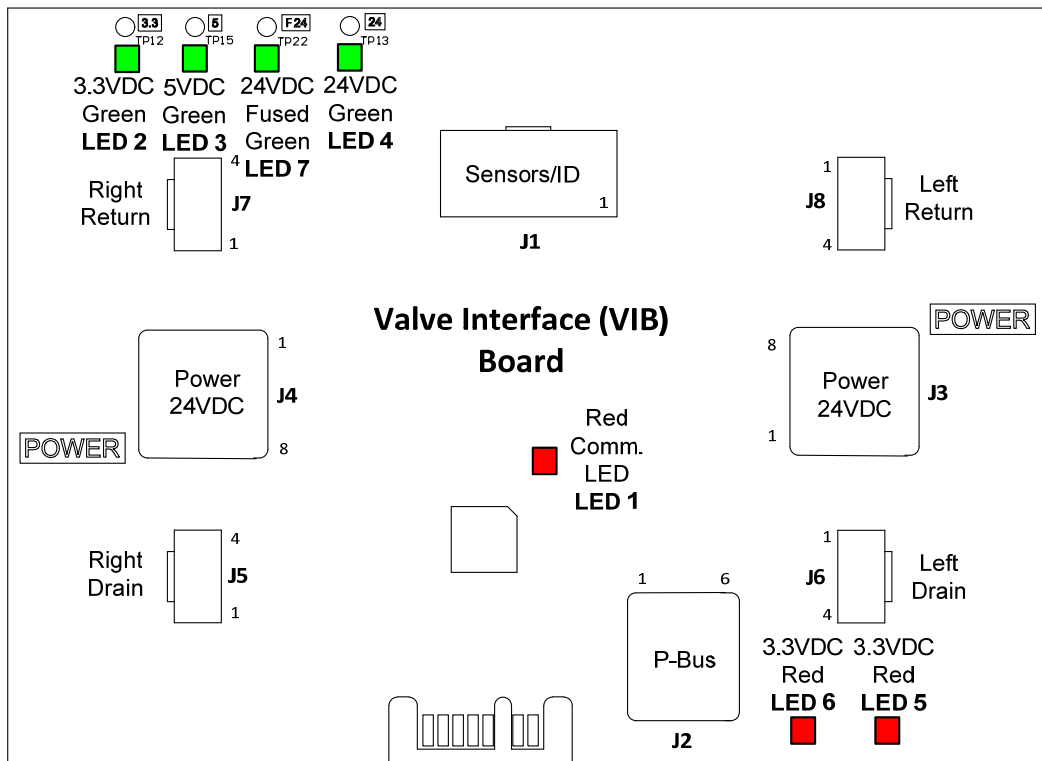 3.3 5 F24 24
TP12 TP15 TP22 TP13
3.3VDC 5VDC 24VDC 24VDC
Green Green Fused Green
LED 2 LED 3 Green LED 4
LED 7
Right
Return
4
J7
1
Sensors/ID
1
J1
1
J8
4
Left
Return
Valve Interface (VIB)
Board
POWER
Power
24VDC
1
J4
8
POWER
8
Power
24VDC
J3
1
Red
Comm.
LED
LED 1
Right
Drain
4
J5
1
1
J6
4
Left
Drain
1 6
P-Bus
J2
3.3VDC 3.3VDC
Red Red
LED 6 LED 5